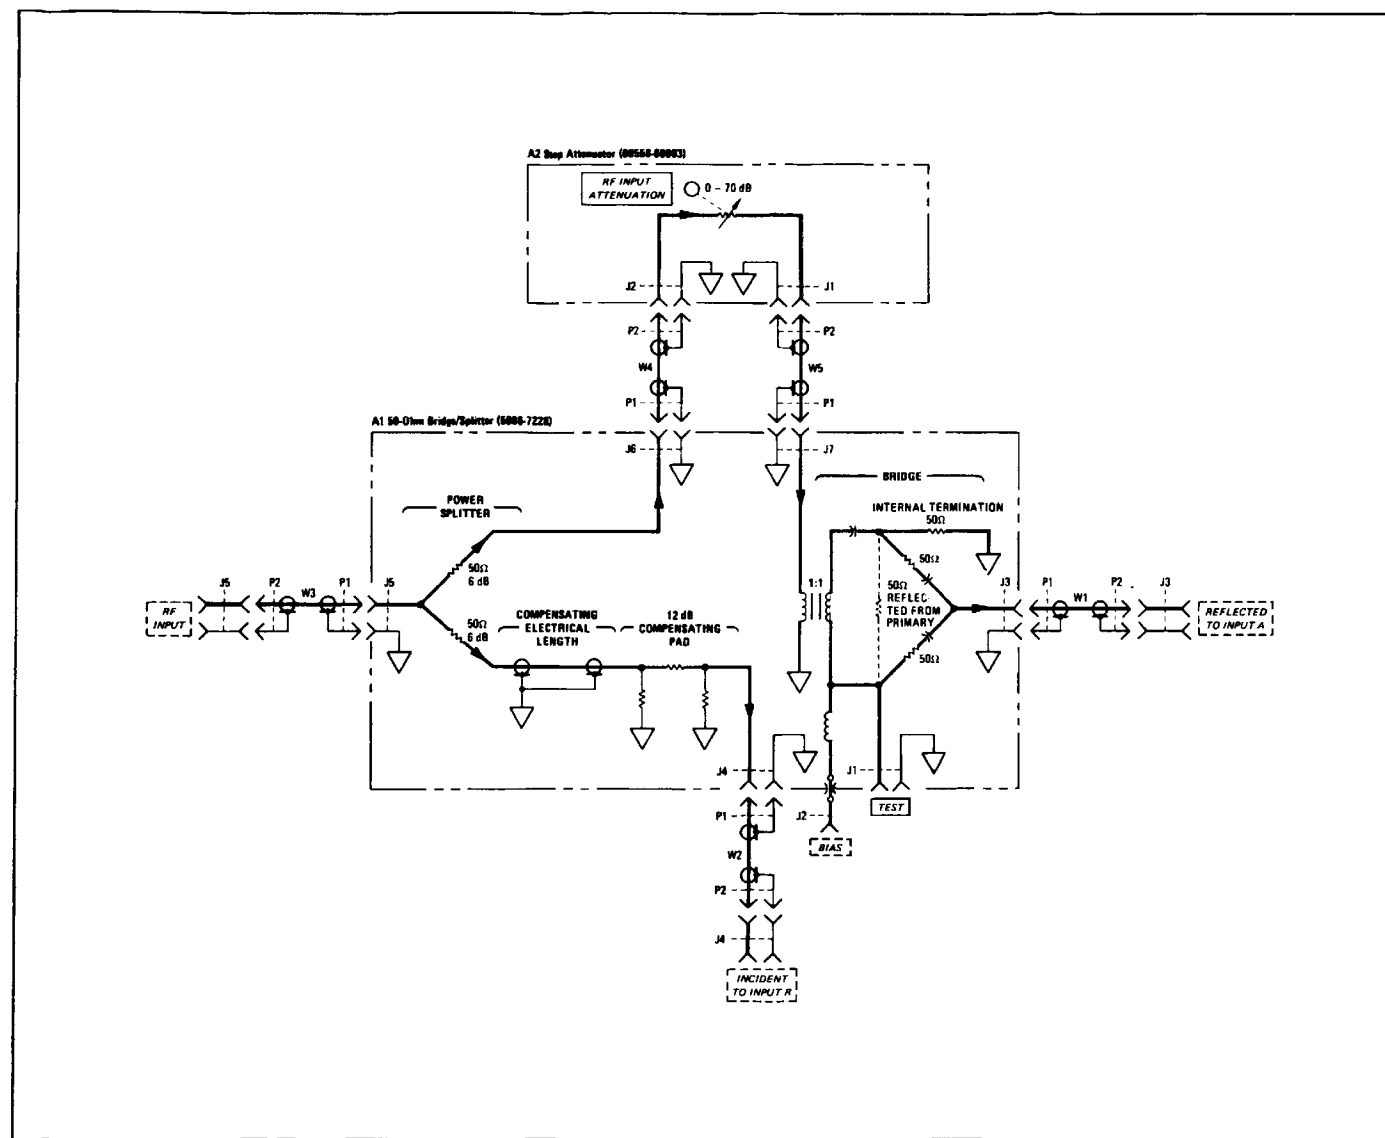 A2 Step Attenuator (00558-60003)
RF INPUT
ATTENUATION
0 – 70 dB
J2
J1
P2
P2
W4
W5
P1
P1
A1 50-Ohm Bridge/Splitter (5086-7228)
J6
J7
BRIDGE
POWER
SPLITTER
INTERNAL TERMINATION
50Ω
50Ω
6 dB
50Ω
1:1
50Ω
REFLEC-
TED FROM
PRIMARY
J5
P2
W3
P1
J5
J3
P1
W1
P2
J3
RF
INPUT
REFLECTED
TO INPUT A
50Ω
6 dB
COMPENSATING
ELECTRICAL
LENGTH
12 dB
COMPENSATING
PAD
50Ω
J4
J1
TEST
P1
J2
BIAS
W2
P2
J4
INCIDENT
TO INPUT R